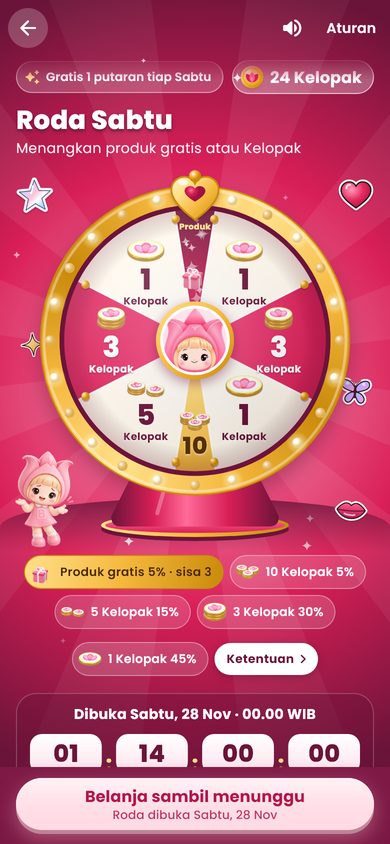 Aturan
Gratis 1 putaran tiap Sabtu
24 Kelopak
Roda Sabtu
Menangkan produk gratis atau Kelopak
Produk
1
Kelopak
1
Kelopak
3
Kelopak
3
Kelopak
5
Kelopak
1
Kelopak
10
Produk gratis 5% · sisa 3
10 Kelopak 5%
5 Kelopak 15%
3 Kelopak 30%
1 Kelopak 45%
Ketentuan
Dibuka Sabtu, 28 Nov · 00.00 WIB
01 : 14 : 00 : 00
Belanja sambil menunggu
Roda dibuka Sabtu, 28 Nov